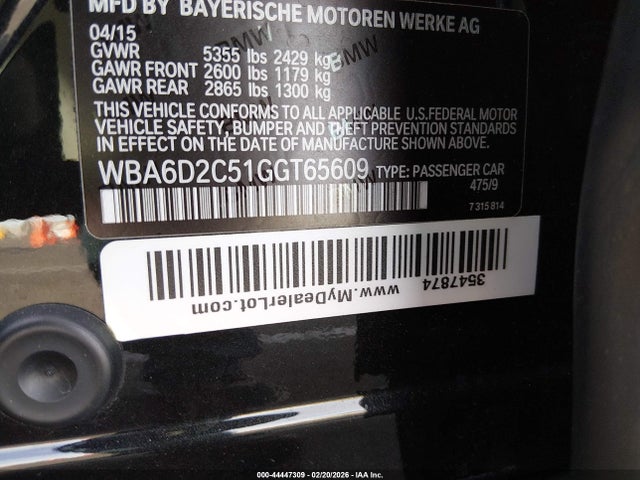 MFD BY BAYERISCHE MOTOREN WERKE AG
04/15
GVWR 5355 lbs 2429 kg
GAWR FRONT 2600 lbs 1179 kg
GAWR REAR 2865 lbs 1300 kg
BMW BMW BMW
THIS VEHICLE CONFORMS TO ALL APPLICABLE U.S.FEDERAL MOTOR
VEHICLE SAFETY, BUMPER AND THEFT PREVENTION STANDARDS
IN EFFECT ON THE DATE OF MANUFACTURE SHOWN ABOVE.
WBA6D2C51GGT65609 TYPE: PASSENGER CAR
475/9
7 315 814
3547874
www.MyDealerLot.com
000-44447309 - 02/20/2026 - IAA Inc.